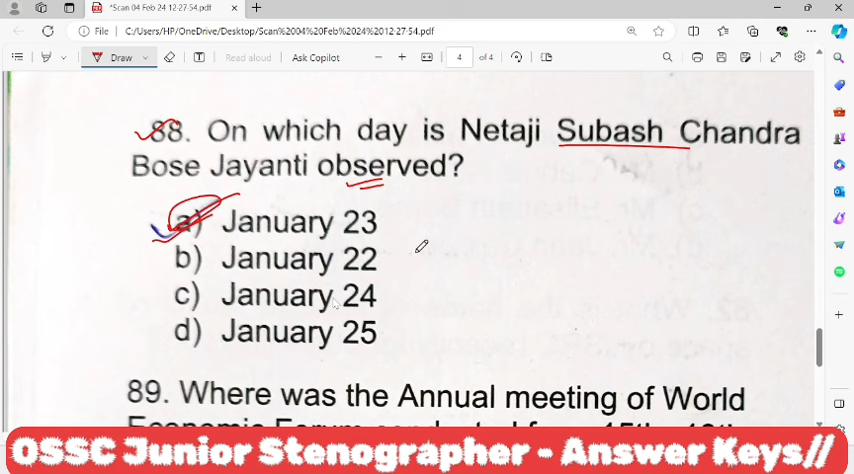 *Scan 04 Feb 24 12-27-54.pdf
File
C:/Users/HP/OneDrive/Desktop/Scan%2004%20Feb%2024%2012-27-54.pdf
Draw
Read aloud
Ask Copilot
4
of 4
88. On which day is Netaji Subash Chandra
Bose Jayanti observed?
a) January 23
b) January 22
c) January 24
d) January 25
89. Where was the Annual meeting of World
OSSC Junior Stenographer - Answer Keys//